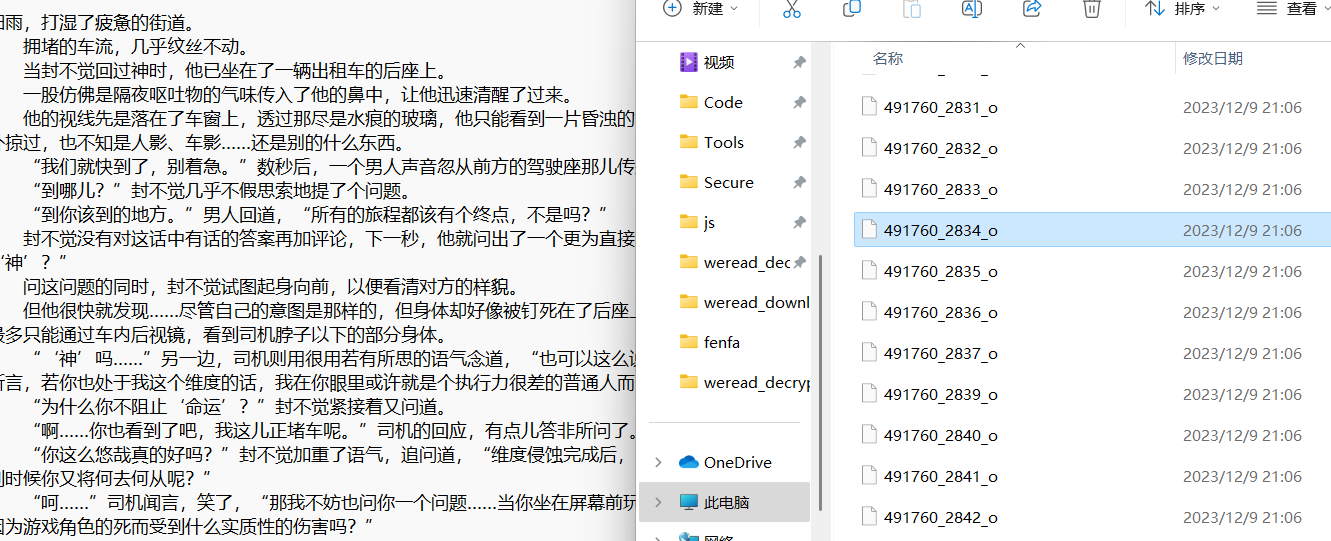 细雨，打湿了疲惫的街道。
拥堵的车流，几乎纹丝不动。
当封不觉回过神时，他已坐在了一辆出租车的后座上。
一股仿佛是隔夜呕吐物的气味传入了他的鼻中，让他迅速清醒了过来。
他的视线先是落在了车窗上，透过那尽是水痕的玻璃，他只能看到一片昏浊的
掠过，也不知是人影、车影……还是别的什么东西。
“我们就快到了，别着急。”数秒后，一个男人声音忽从前方的驾驶座那儿传
“到哪儿？”封不觉几乎不假思索地提了个问题。
“到你该到的地方。”男人回道，“所有的旅程都该有个终点，不是吗？”
封不觉没有对这话中有话的答案再加评论，下一秒，他就问出了一个更为直接
‘神’？”
问这问题的同时，封不觉试图起身向前，以便看清对方的样貌。
但他很快就发现……尽管自己的意图是那样的，但身体却好像被钉死在了后座上
最多只能通过车内后视镜，看到司机脖子以下的部分身体。
“‘神’吗……”另一边，司机则用很用若有所思的语气念道，“也可以这么说
所言，若你也处于我这个维度的话，我在你眼里或许就是个执行力很差的普通人而
“为什么你不阻止‘命运’？”封不觉紧接着又问道。
“啊……你也看到了吧，我这儿正堵车呢。”司机的回应，有点儿答非所问了。
“你这么悠哉真的好吗？”封不觉加重了语气，追问道，“维度侵蚀完成后，
到时候你又将何去何从呢？”
“呵……”司机闻言，笑了，“那我不妨也问你一个问题……当你坐在屏幕前玩
因为游戏角色的死而受到什么实质性的伤害吗？”
新建
排序
查看
视频
Code
Tools
Secure
js
weread_dec
weread_downl
fenfa
weread_decryp
OneDrive
此电脑
网络
名称
修改日期
491760_2831_o
2023/12/9 21:06
491760_2832_o
2023/12/9 21:06
491760_2833_o
2023/12/9 21:06
491760_2834_o
2023/12/9 21:06
491760_2835_o
2023/12/9 21:06
491760_2836_o
2023/12/9 21:06
491760_2837_o
2023/12/9 21:06
491760_2839_o
2023/12/9 21:06
491760_2840_o
2023/12/9 21:06
491760_2841_o
2023/12/9 21:06
491760_2842_o
2023/12/9 21:06